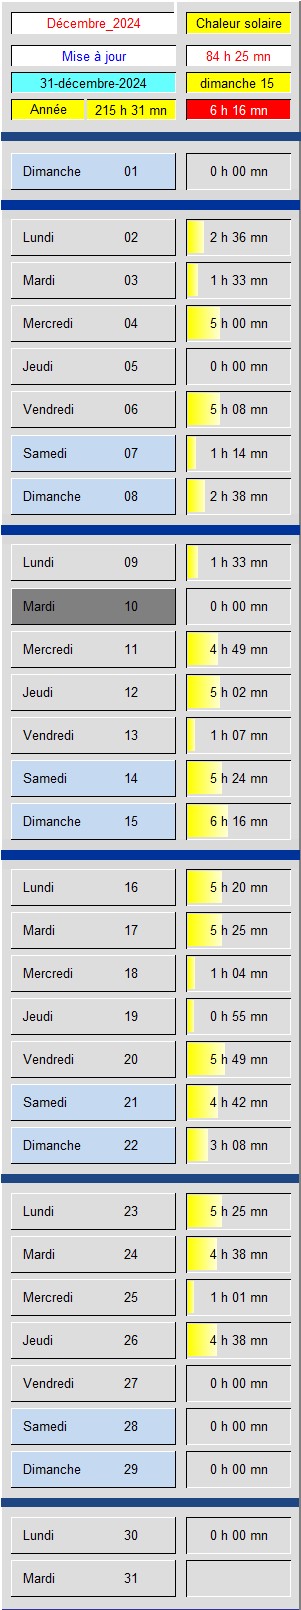 Décembre_2024 Chaleur solaire
Mise à jour 84 h 25 mn
31-décembre-2024 dimanche 15
Année 215 h 31 mn 6 h 16 mn
Dimanche 01 0 h 00 mn
Lundi 02 2 h 36 mn
Mardi 03 1 h 33 mn
Mercredi 04 5 h 00 mn
Jeudi 05 0 h 00 mn
Vendredi 06 5 h 08 mn
Samedi 07 1 h 14 mn
Dimanche 08 2 h 38 mn
Lundi 09 1 h 33 mn
Mardi 10 0 h 00 mn
Mercredi 11 4 h 49 mn
Jeudi 12 5 h 02 mn
Vendredi 13 1 h 07 mn
Samedi 14 5 h 24 mn
Dimanche 15 6 h 16 mn
Lundi 16 5 h 20 mn
Mardi 17 5 h 25 mn
Mercredi 18 1 h 04 mn
Jeudi 19 0 h 55 mn
Vendredi 20 5 h 49 mn
Samedi 21 4 h 42 mn
Dimanche 22 3 h 08 mn
Lundi 23 5 h 25 mn
Mardi 24 4 h 38 mn
Mercredi 25 1 h 01 mn
Jeudi 26 4 h 38 mn
Vendredi 27 0 h 00 mn
Samedi 28 0 h 00 mn
Dimanche 29 0 h 00 mn
Lundi 30 0 h 00 mn
Mardi 31